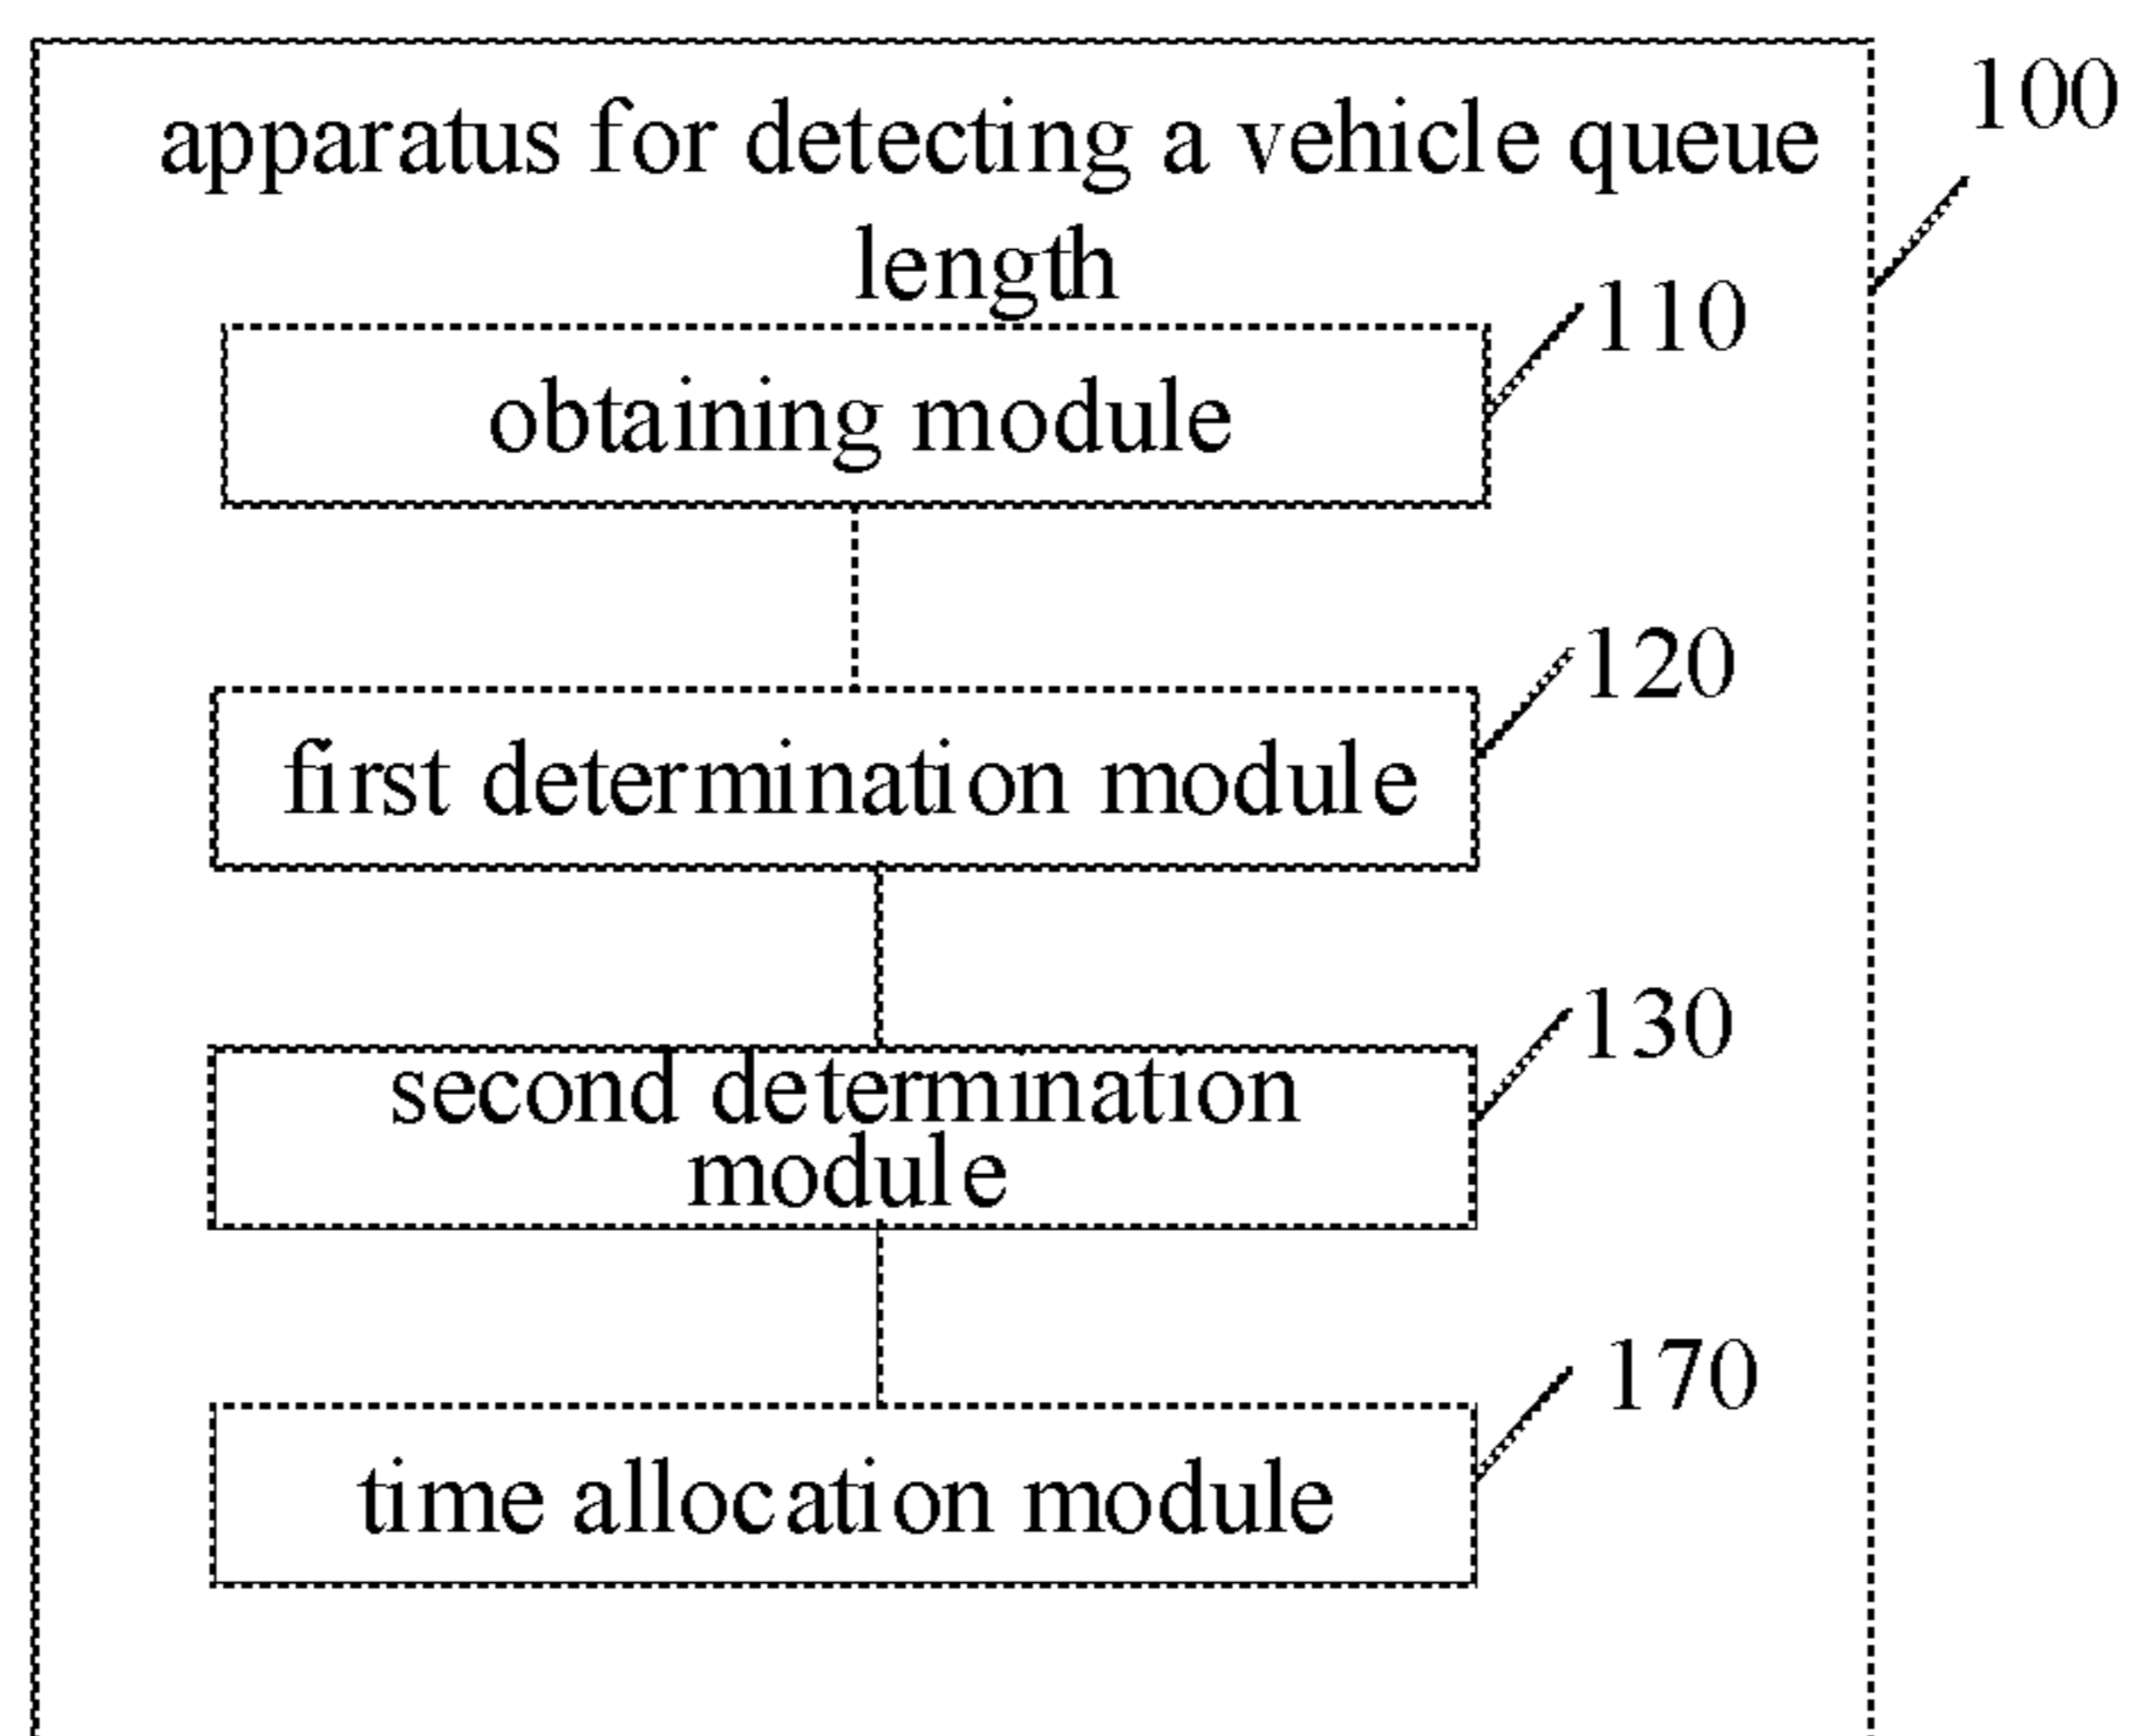 apparatus for detecting a vehicle queue
length
100
110
obtaining module
120
first determination module
130
second determination
module
170
time allocation module